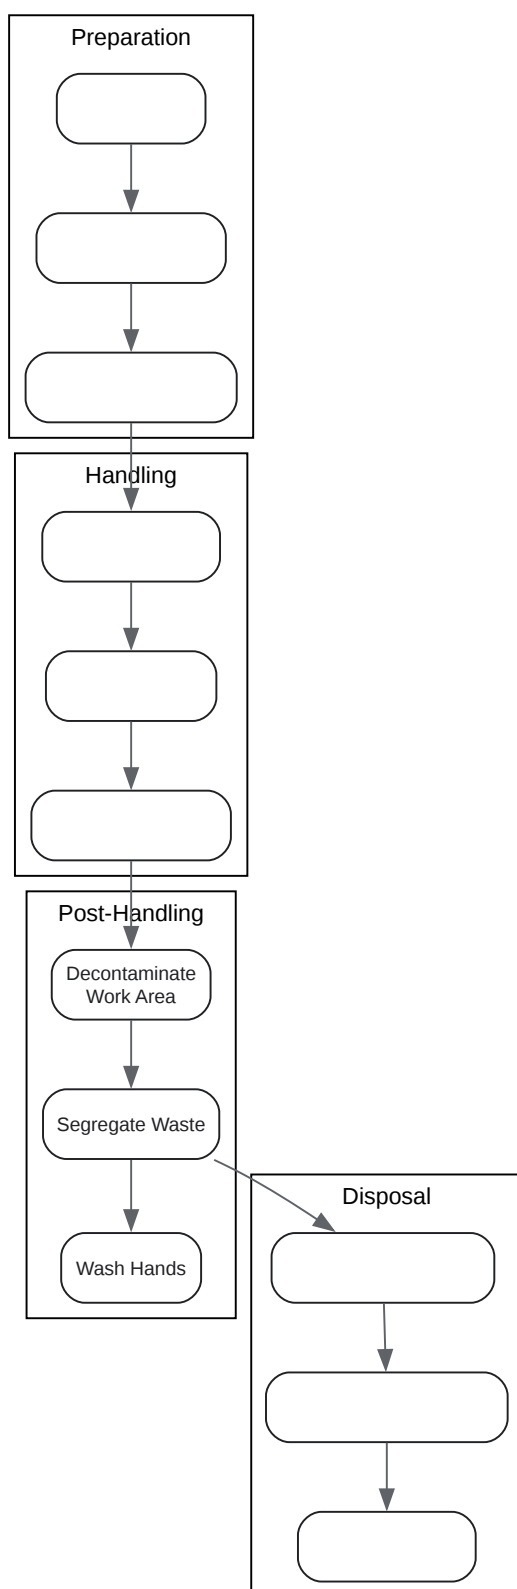 Preparation
Handling
Post-Handling
Decontaminate
Work Area
Segregate Waste
Wash Hands
Disposal